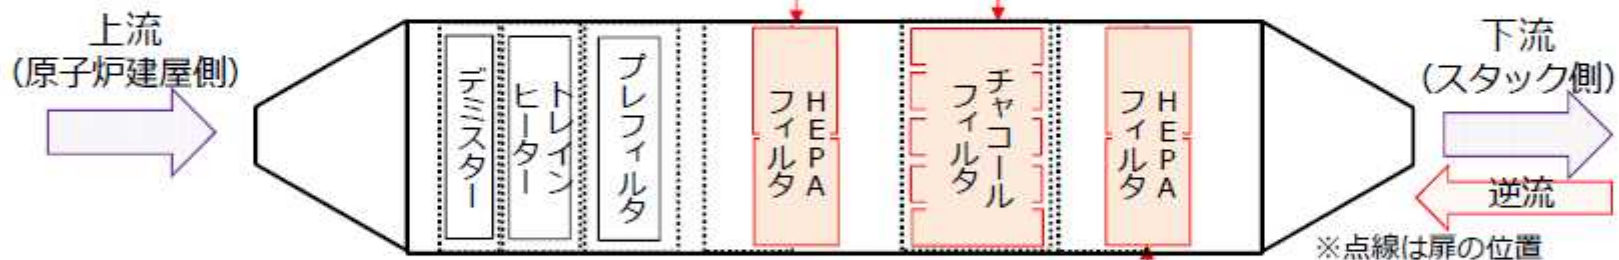 上流
（原子炉建屋側）
デミスター
トレイン
ヒーター
プレフィルタ
HEPA
フィルタ
チャコール
フィルタ
HEPA
フィルタ
下流
（スタック側）
逆流
※点線は扉の位置